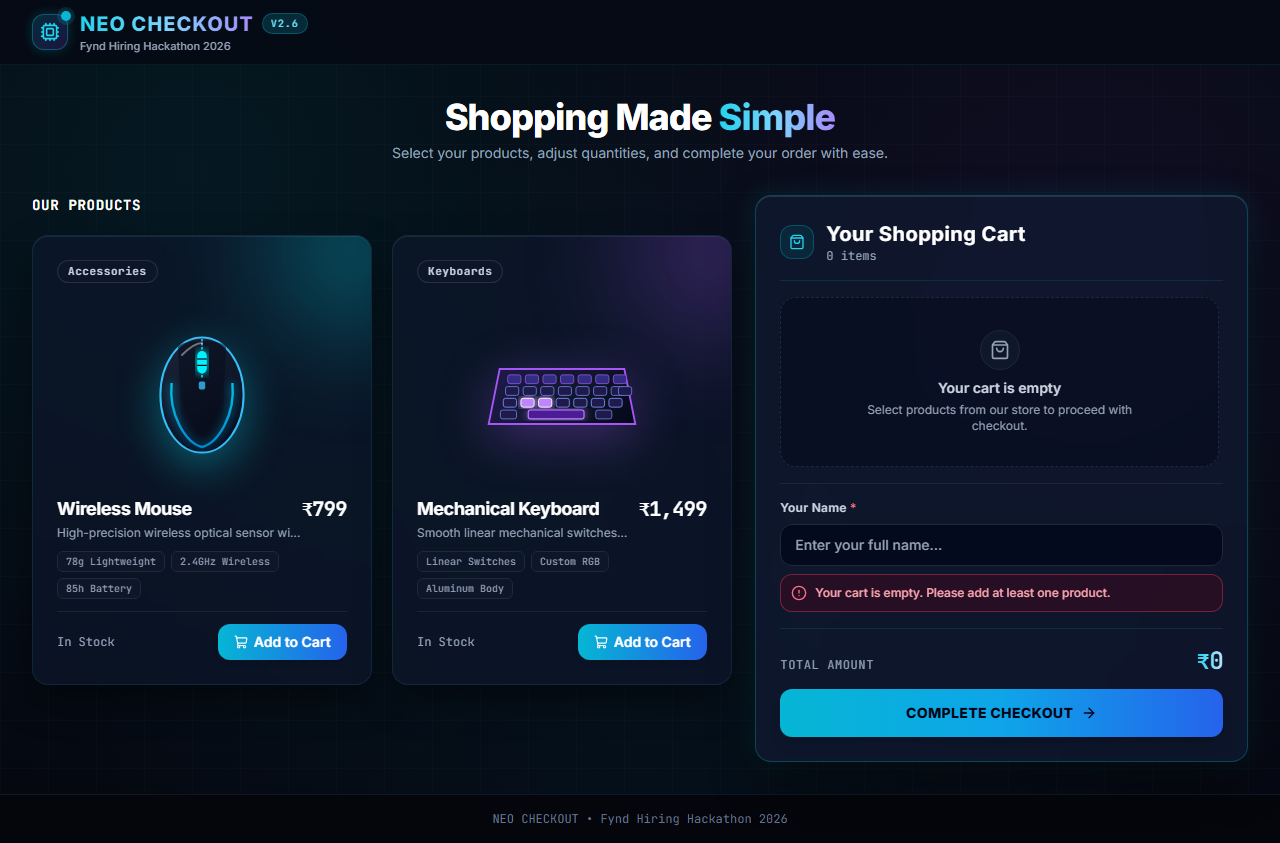 NEO CHECKOUT V2.6
Fynd Hiring Hackathon 2026
Shopping Made Simple
Select your products, adjust quantities, and complete your order with ease.
OUR PRODUCTS
Accessories
Wireless Mouse ₹799
High-precision wireless optical sensor wi...
78g Lightweight 2.4GHz Wireless
85h Battery
In Stock Add to Cart
Keyboards
Mechanical Keyboard ₹1,499
Smooth linear mechanical switches...
Linear Switches Custom RGB
Aluminum Body
In Stock Add to Cart
Your Shopping Cart
0 items
Your cart is empty
Select products from our store to proceed with
checkout.
Your Name *
Enter your full name...
Your cart is empty. Please add at least one product.
TOTAL AMOUNT ₹0
COMPLETE CHECKOUT →
NEO CHECKOUT • Fynd Hiring Hackathon 2026